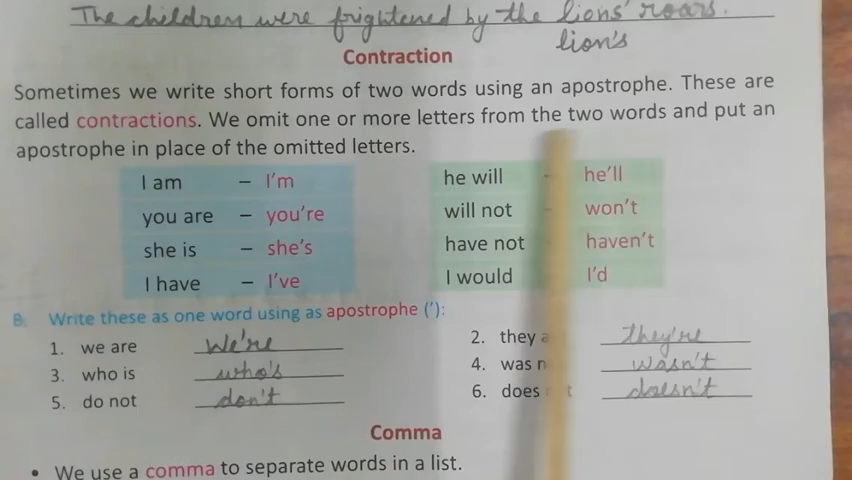 The children were frightened by the lions' roars.
lion's
Contraction
Sometimes we write short forms of two words using an apostrophe. These are
called contractions. We omit one or more letters from the two words and put an
apostrophe in place of the omitted letters.
I am – I'm he will - he'll
you are – you're will not won't
she is – she's have not haven't
I have – I've I would I'd
B. Write these as one word using as apostrophe ('):
1. we are We're 2. they they're
3. who is who's 4. was wasn't
5. do not don't 6. does doesn't
Comma
• We use a comma to separate words in a list.